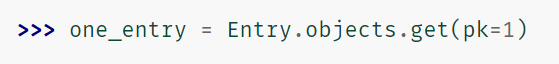 >>> one_entry = Entry.objects.get(pk=1)